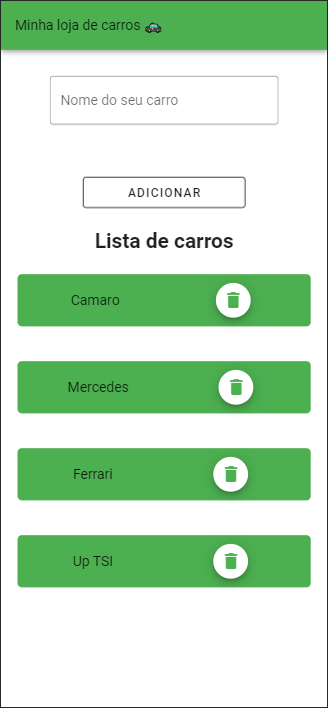 Minha loja de carros 🚙
Nome do seu carro
ADICIONAR
Lista de carros
Camaro
Mercedes
Ferrari
Up TSI